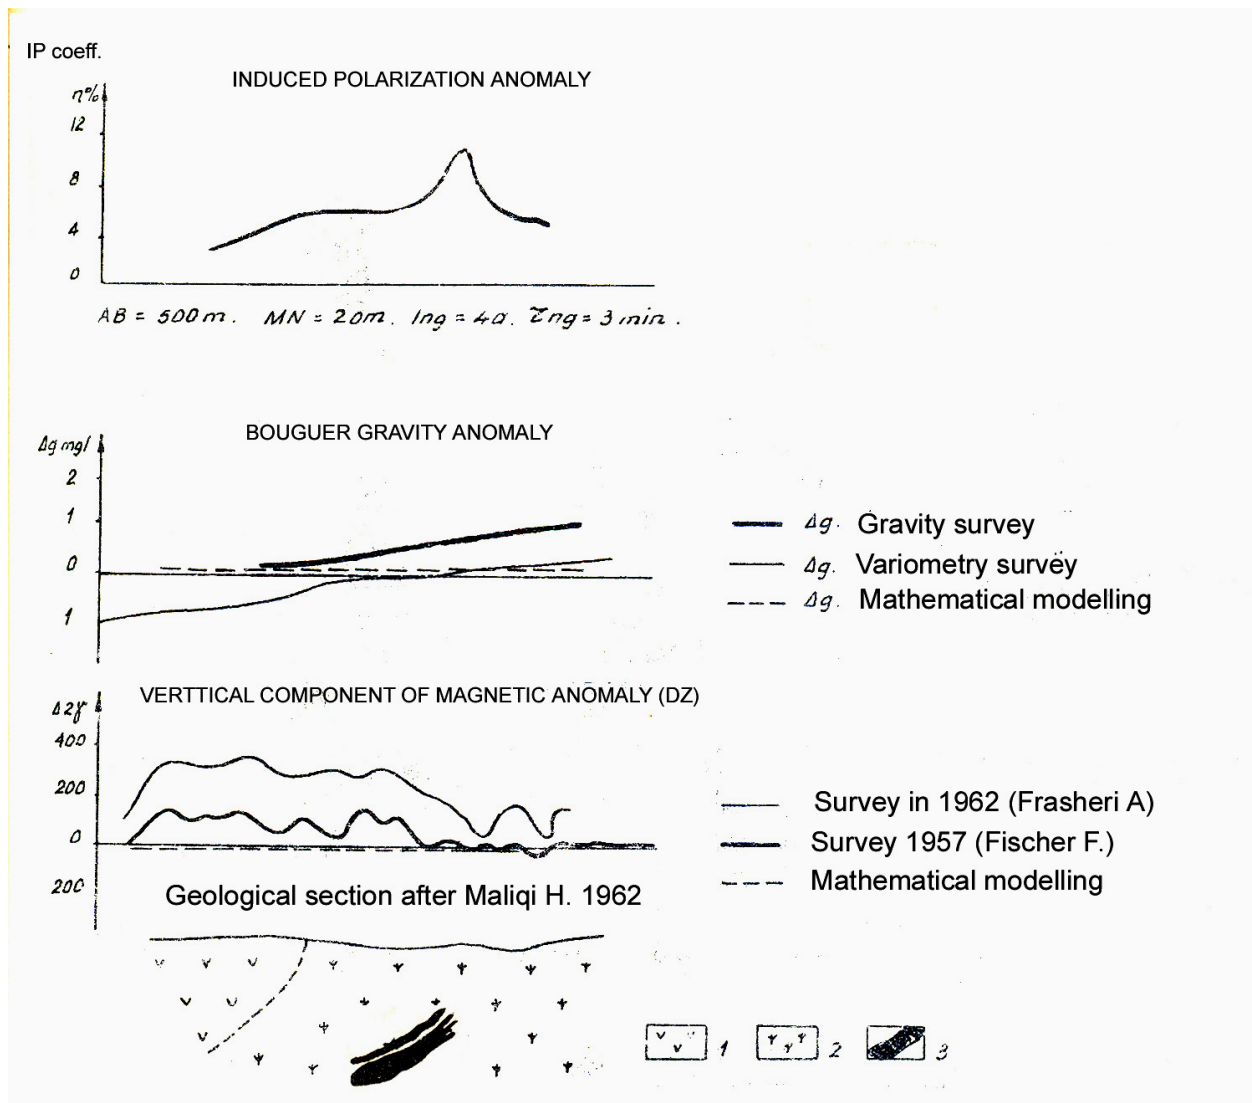 IP coeff.
INDUCED POLARIZATION ANOMALY
η%
12
8
4
0
AB = 500m. MN = 20m. Ing = 4a. τng = 3 min.
BOUGUER GRAVITY ANOMALY
Δg mgl
2
1
0
1
Δg. Gravity survey
Δg. Variometry survey
Δg. Mathematical modelling
VERTTICAL COMPONENT OF MAGNETIC ANOMALY (DZ)
ΔZγ
400
200
0
200
Survey in 1962 (Frasheri A)
Survey 1957 (Fischer F.)
Mathematical modelling
Geological section after Maliqi H. 1962
1 2 3